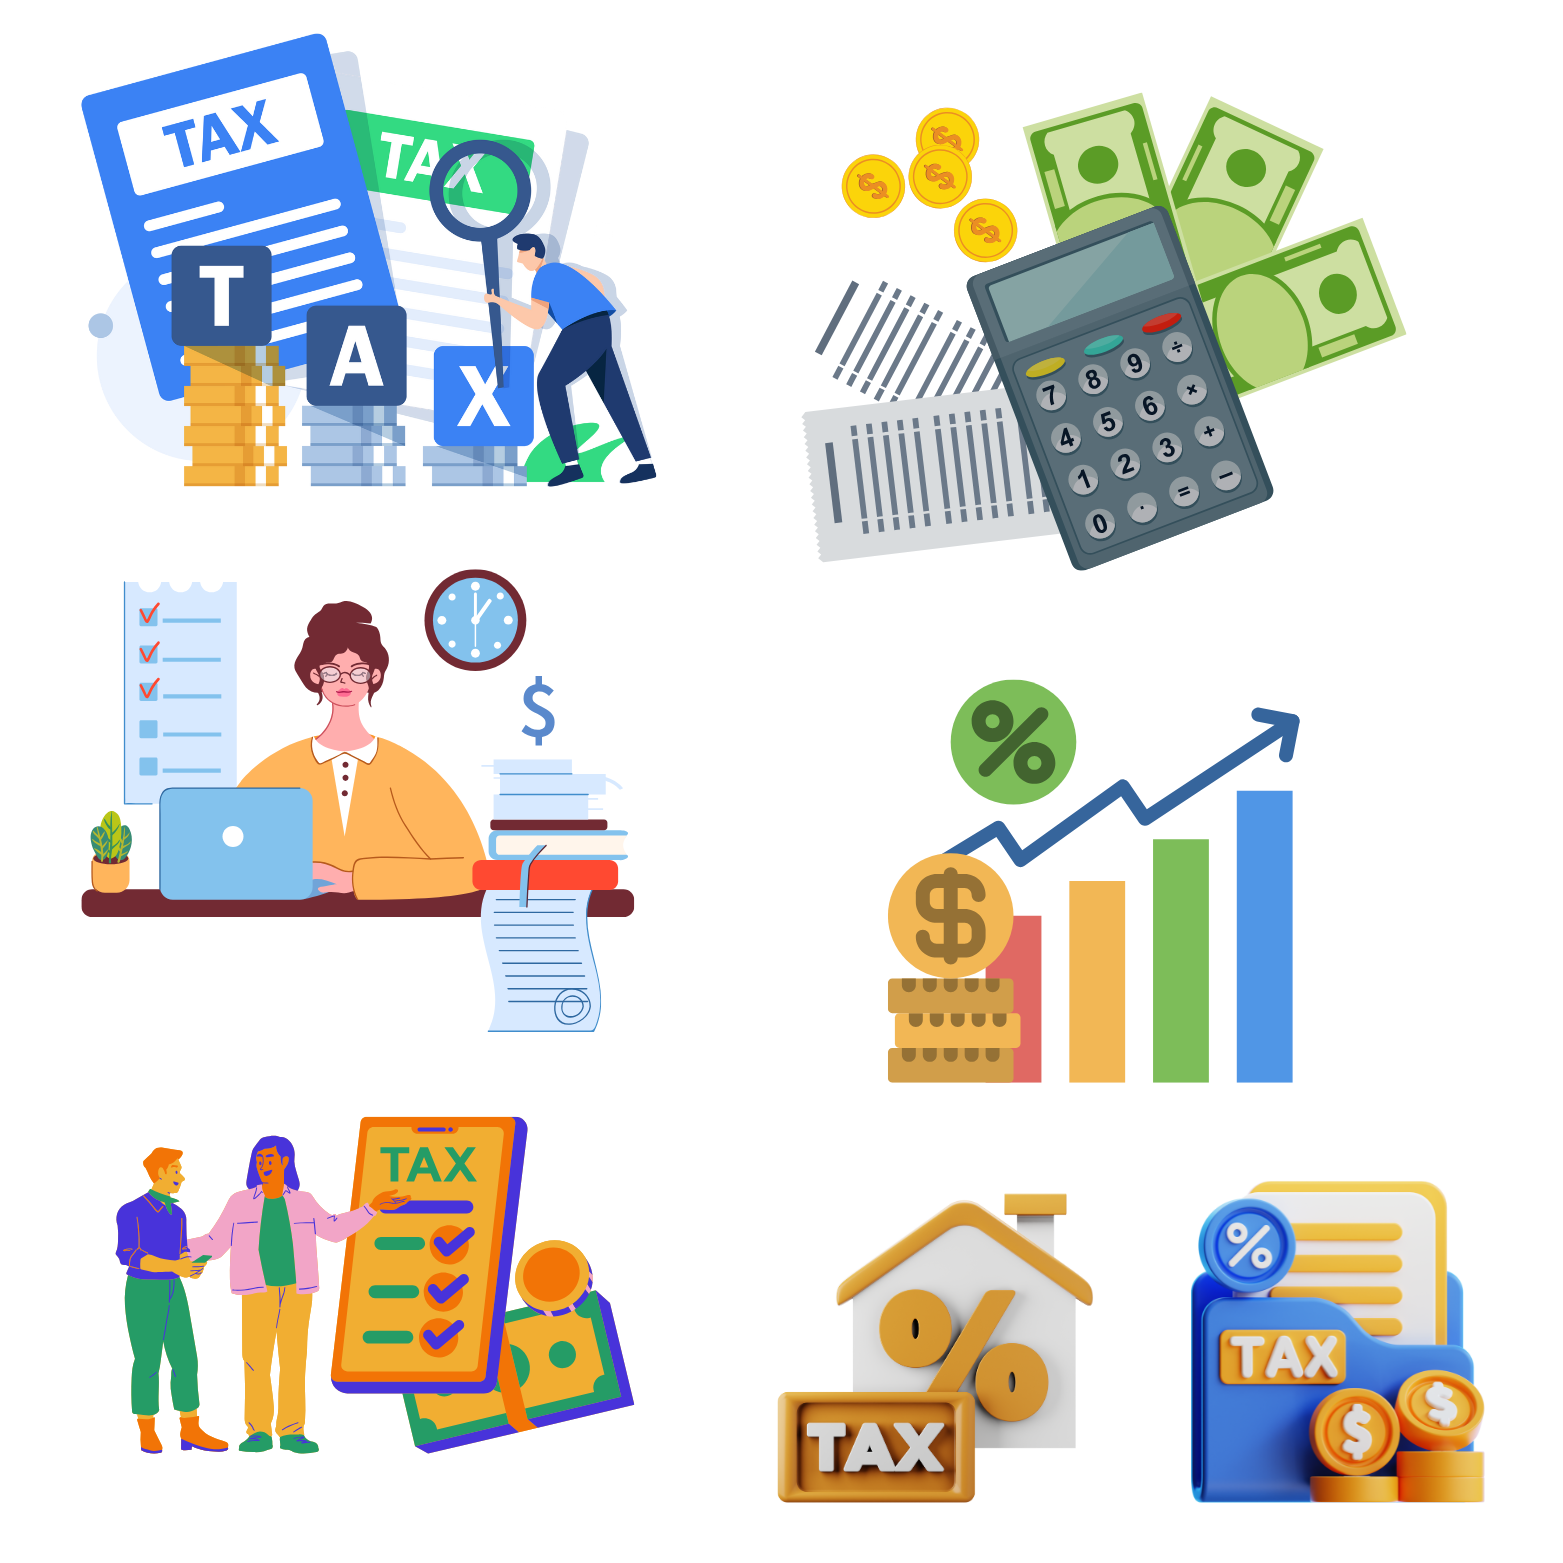 TAX
TAX
T
A
X
$
$
$
$
7 8 9 ÷
4 5 6 ×
1 2 3 +
0 . = −
$
%
$
TAX
%
TAX
%
TAX
$
$